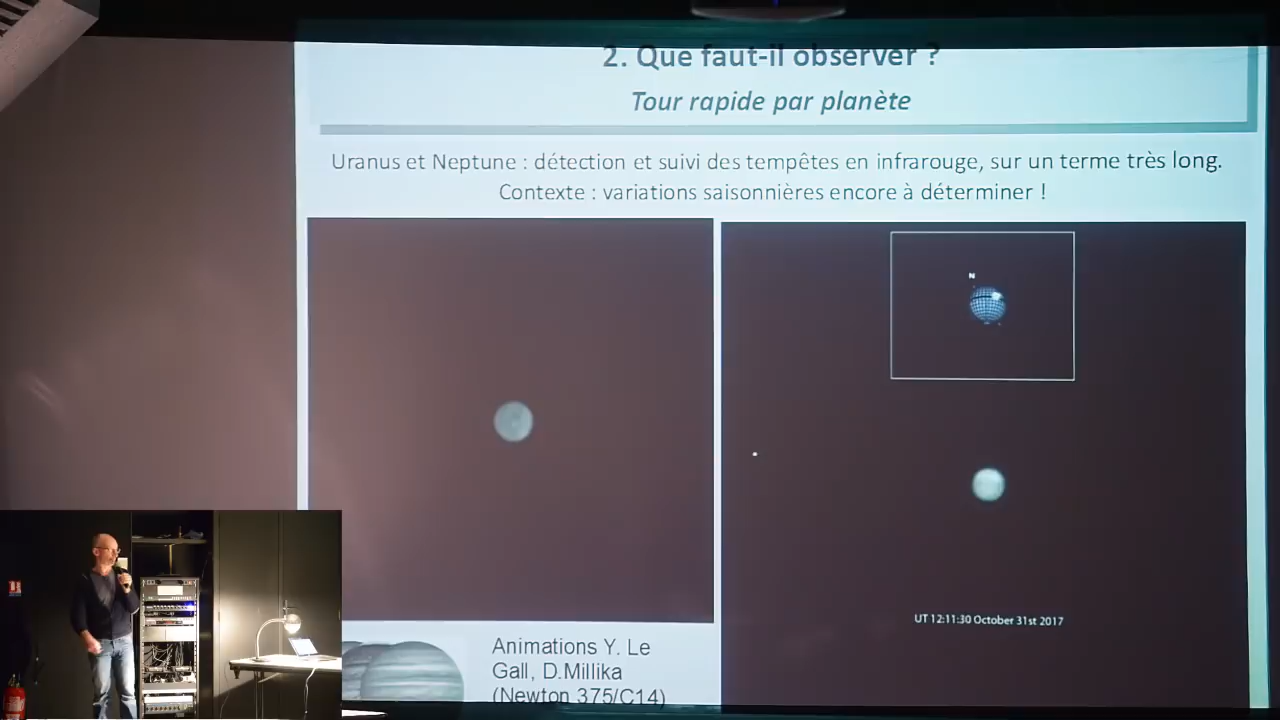 2. Que faut-il observer ?
Tour rapide par planète
Uranus et Neptune : détection et suivi des tempêtes en infrarouge, sur un terme très long.
Contexte : variations saisonnières encore à déterminer !
N
UT 12:11:30 October 31st 2017
Animations Y. Le
Gall, D.Millika
(Newton 375/C14)